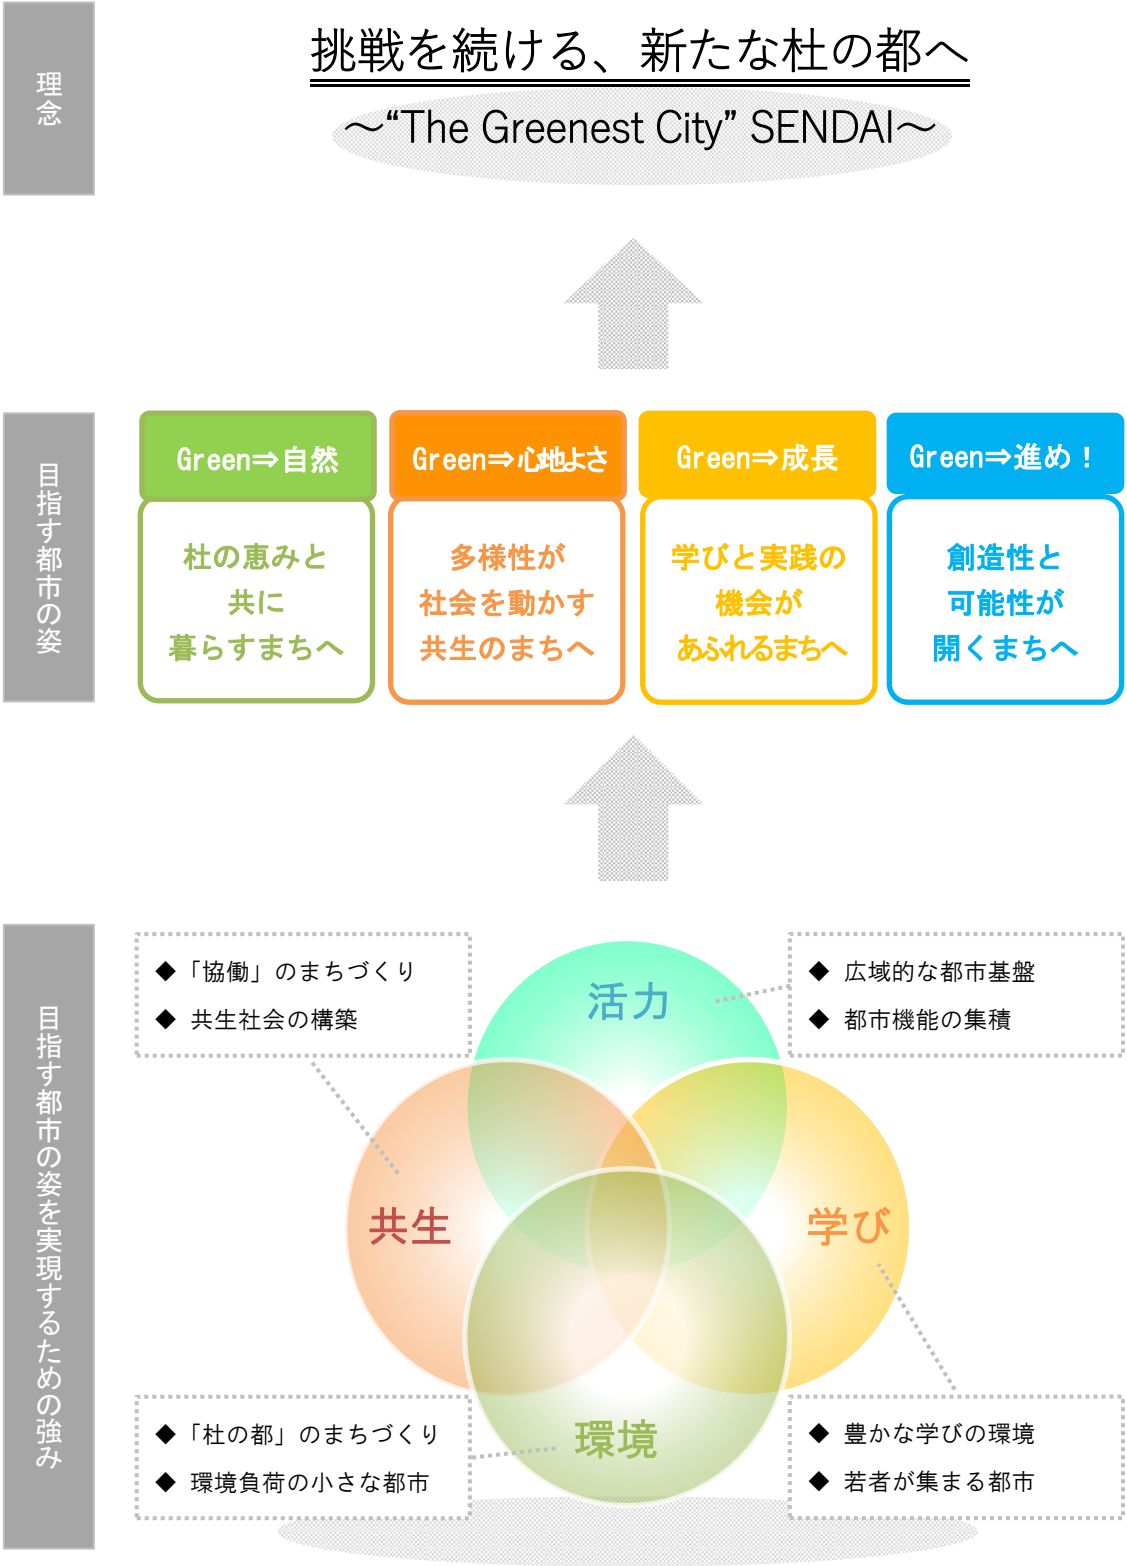 理念
挑戦を続ける、新たな杜の都へ
～“The Greenest City” SENDAI～
目指す都市の姿
Green⇒自然
杜の恵みと
共に
暮らすまちへ
Green⇒心地よさ
多様性が
社会を動かす
共生のまちへ
Green⇒成長
学びと実践の
機会が
あふれるまちへ
Green⇒進め！
創造性と
可能性が
開くまちへ
目指す都市の姿を実現するための強み
◆「協働」のまちづくり
◆ 共生社会の構築
◆ 広域的な都市基盤
◆ 都市機能の集積
活力
共生
学び
環境
◆「杜の都」のまちづくり
◆ 環境負荷の小さな都市
◆ 豊かな学びの環境
◆ 若者が集まる都市